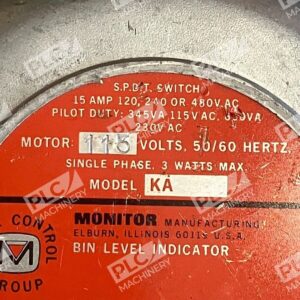 S.P.D.T. SWITCH
15 AMP 120, 240 OR 480V.AC
PILOT DUTY: 345VA 115VAC.
230V AC
MOTOR: 115 VOLTS, 50/60 HERTZ,
SINGLE PHASE, 3 WATTS MAX
MODEL KA
MONITOR MANUFACTURING
ELBURN, ILLINOIS 60119 U.S.A.
BIN LEVEL INDICATOR
CONTROL
M
GROUP
PLC
MACHINERY